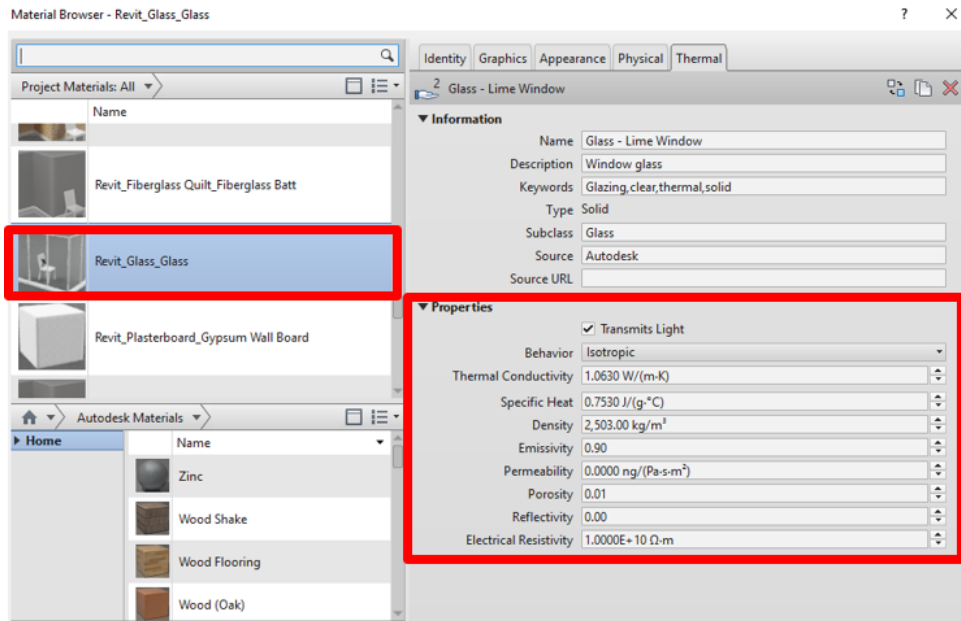 Material Browser - Revit_Glass_Glass
?
Project Materials: All
Name
Revit_Fiberglass Quilt_Fiberglass Batt
Revit_Glass_Glass
Revit_Plasterboard_Gypsum Wall Board
Autodesk Materials
Home
Name
Zinc
Wood Shake
Wood Flooring
Wood (Oak)
Identity Graphics Appearance Physical Thermal
2 Glass - Lime Window
Information
Name Glass - Lime Window
Description Window glass
Keywords Glazing,clear,thermal,solid
Type Solid
Subclass Glass
Source Autodesk
Source URL
Properties
Transmits Light
Behavior Isotropic
Thermal Conductivity 1.0630 W/(m·K)
Specific Heat 0.7530 J/(g·°C)
Density 2,503.00 kg/m³
Emissivity 0.90
Permeability 0.0000 ng/(Pa·s·m²)
Porosity 0.01
Reflectivity 0.00
Electrical Resistivity 1.0000E+10 Ω·m